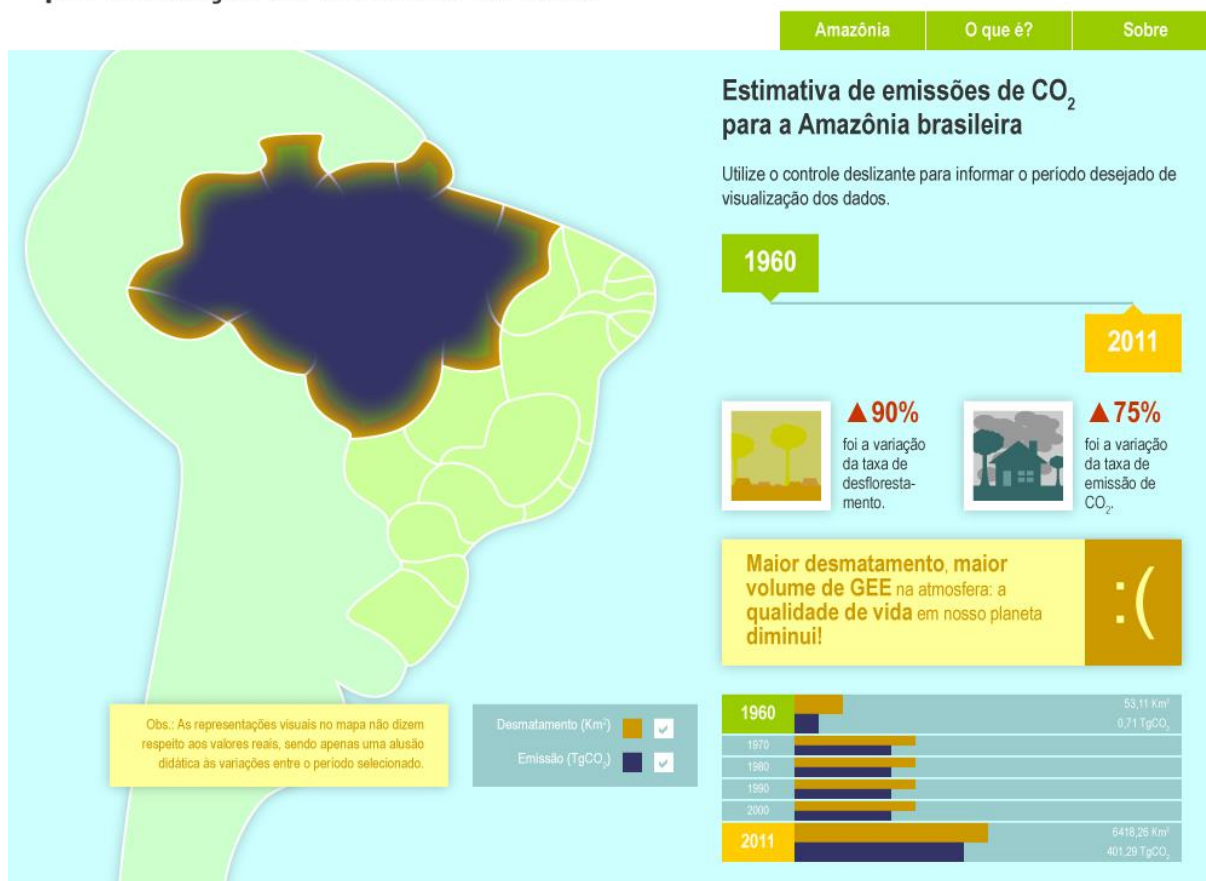 Amazônia
O que é?
Sobre
Estimativa de emissões de CO₂
para a Amazônia brasileira
Utilize o controle deslizante para informar o período desejado de
visualização dos dados.
1960
2011
▲90%
foi a variação
da taxa de
desfloresta-
mento.
▲75%
foi a variação
da taxa de
emissão de
CO₂.
Maior desmatamento, maior
volume de GEE na atmosfera: a
qualidade de vida em nosso planeta
diminui!
:(
Obs.: As representações visuais no mapa não dizem
respeito aos valores reais, sendo apenas uma alusão
didática às variações entre o período selecionado.
Desmatamento (Km²)
Emissão (TgCO₂)
1960
53,11 Km²
0,71 TgCO₂
1970
1980
1990
2000
2011
6418,26 Km²
401,29 TgCO₂